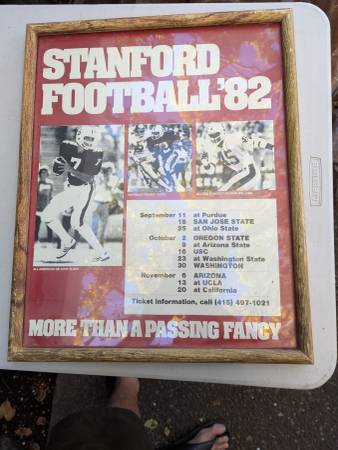 STANFORD
FOOTBALL '82
September 11 at Purdue
18 SAN JOSE STATE
25 at Ohio State
October 2 OREGON STATE
9 at Arizona State
16 USC
23 at Washington State
30 WASHINGTON
November 6 ARIZONA
13 at UCLA
20 at California
Ticket information, call (415) 497-1021
MORE THAN A PASSING FANCY